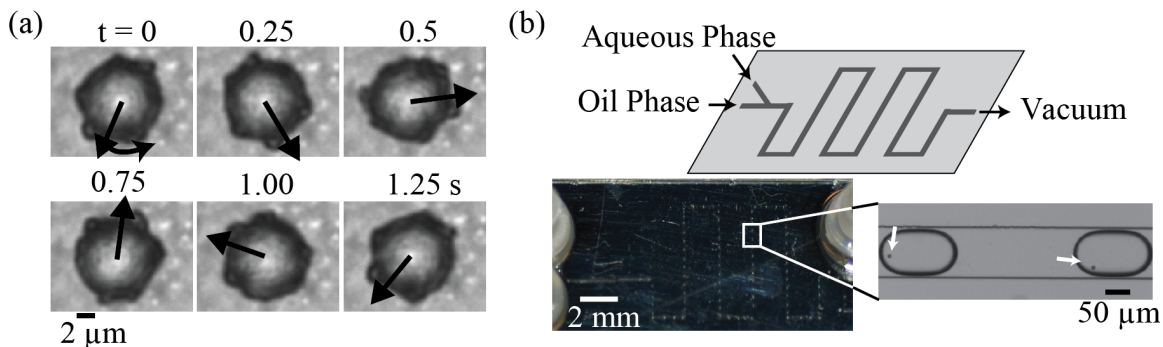 (a)
t = 0 0.25 0.5
0.75 1.00 1.25 s
2 µm
(b)
Aqueous Phase
Oil Phase
Vacuum
2 mm
50 µm